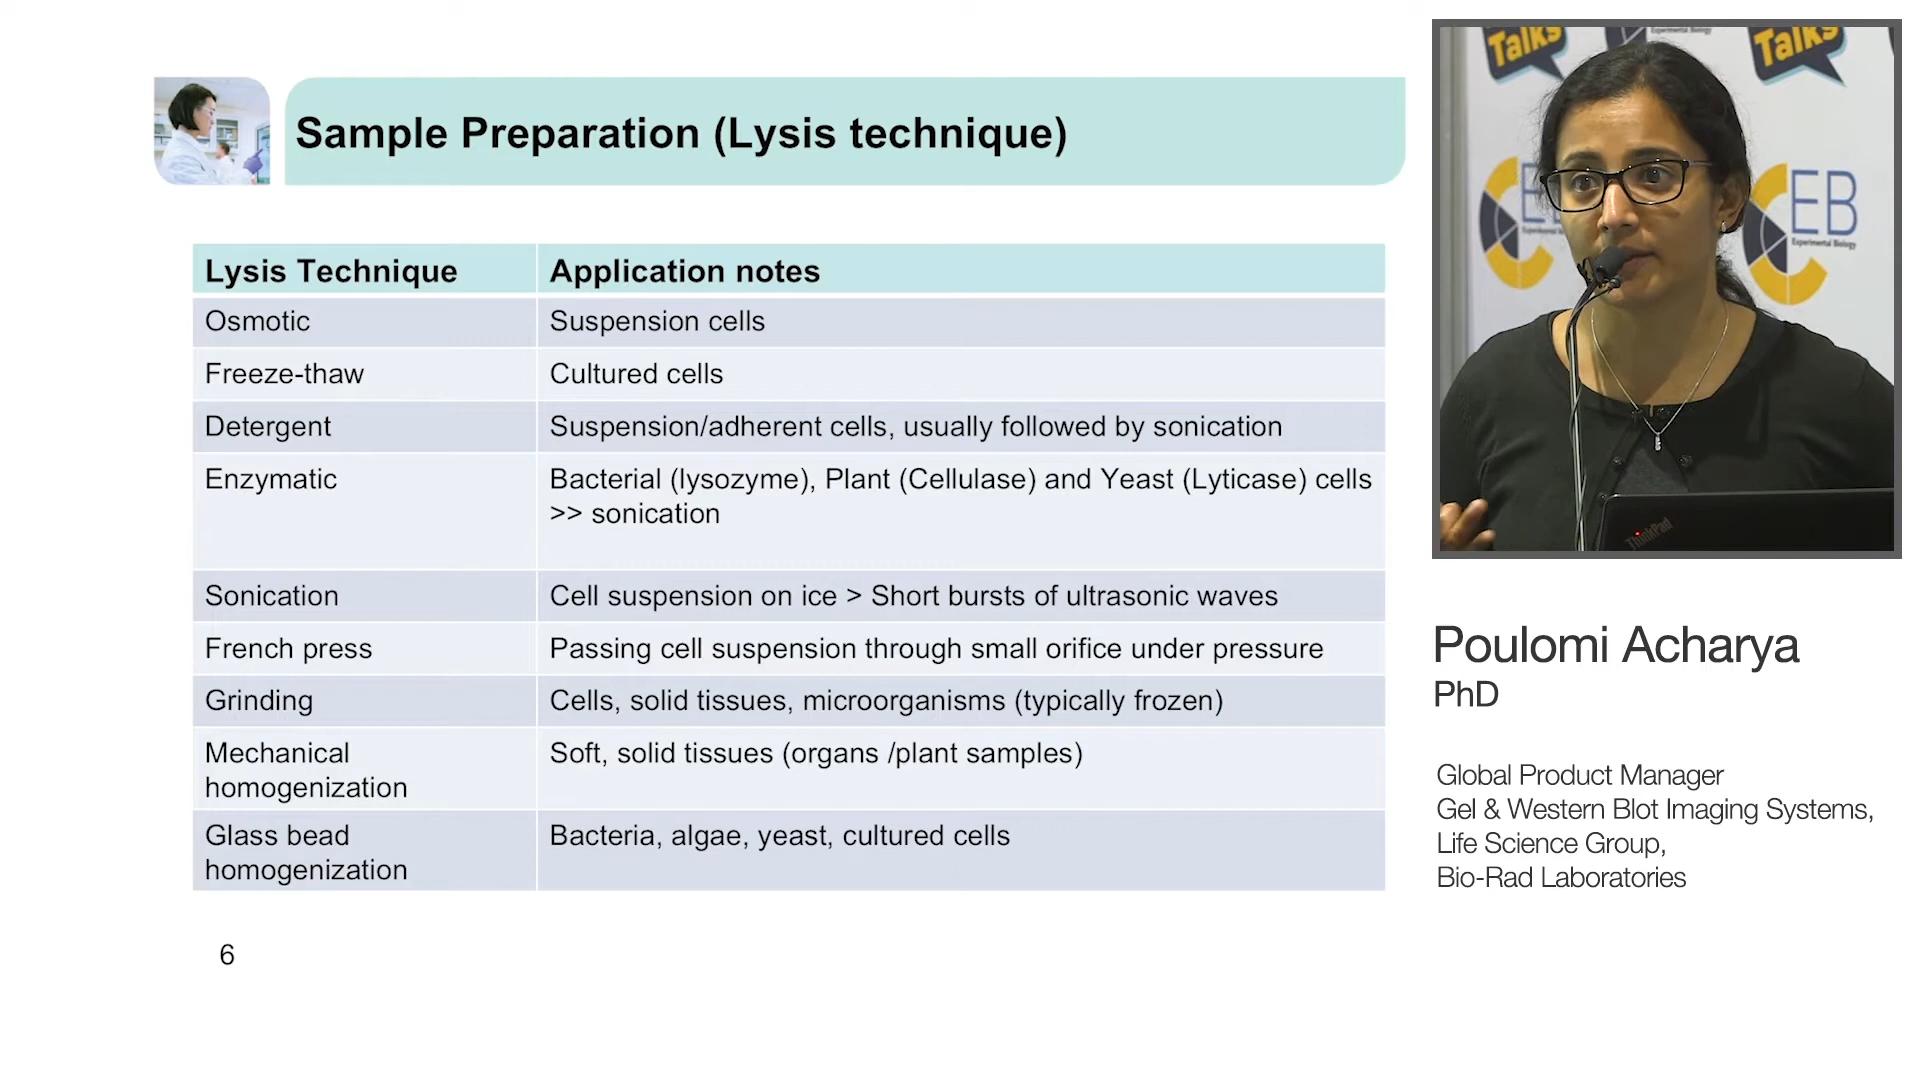 Sample Preparation (Lysis technique)
Lysis Technique
Application notes
Osmotic
Suspension cells
Freeze-thaw
Cultured cells
Detergent
Suspension/adherent cells, usually followed by sonication
Enzymatic
Bacterial (lysozyme), Plant (Cellulase) and Yeast (Lyticase) cells
>> sonication
Sonication
Cell suspension on ice > Short bursts of ultrasonic waves
French press
Passing cell suspension through small orifice under pressure
Grinding
Cells, solid tissues, microorganisms (typically frozen)
Mechanical
homogenization
Soft, solid tissues (organs /plant samples)
Glass bead
homogenization
Bacteria, algae, yeast, cultured cells
6
Talks
Talks
EB
Experimental Biology
ThinkPad
Poulomi Acharya
PhD
Global Product Manager
Gel & Western Blot Imaging Systems,
Life Science Group,
Bio-Rad Laboratories